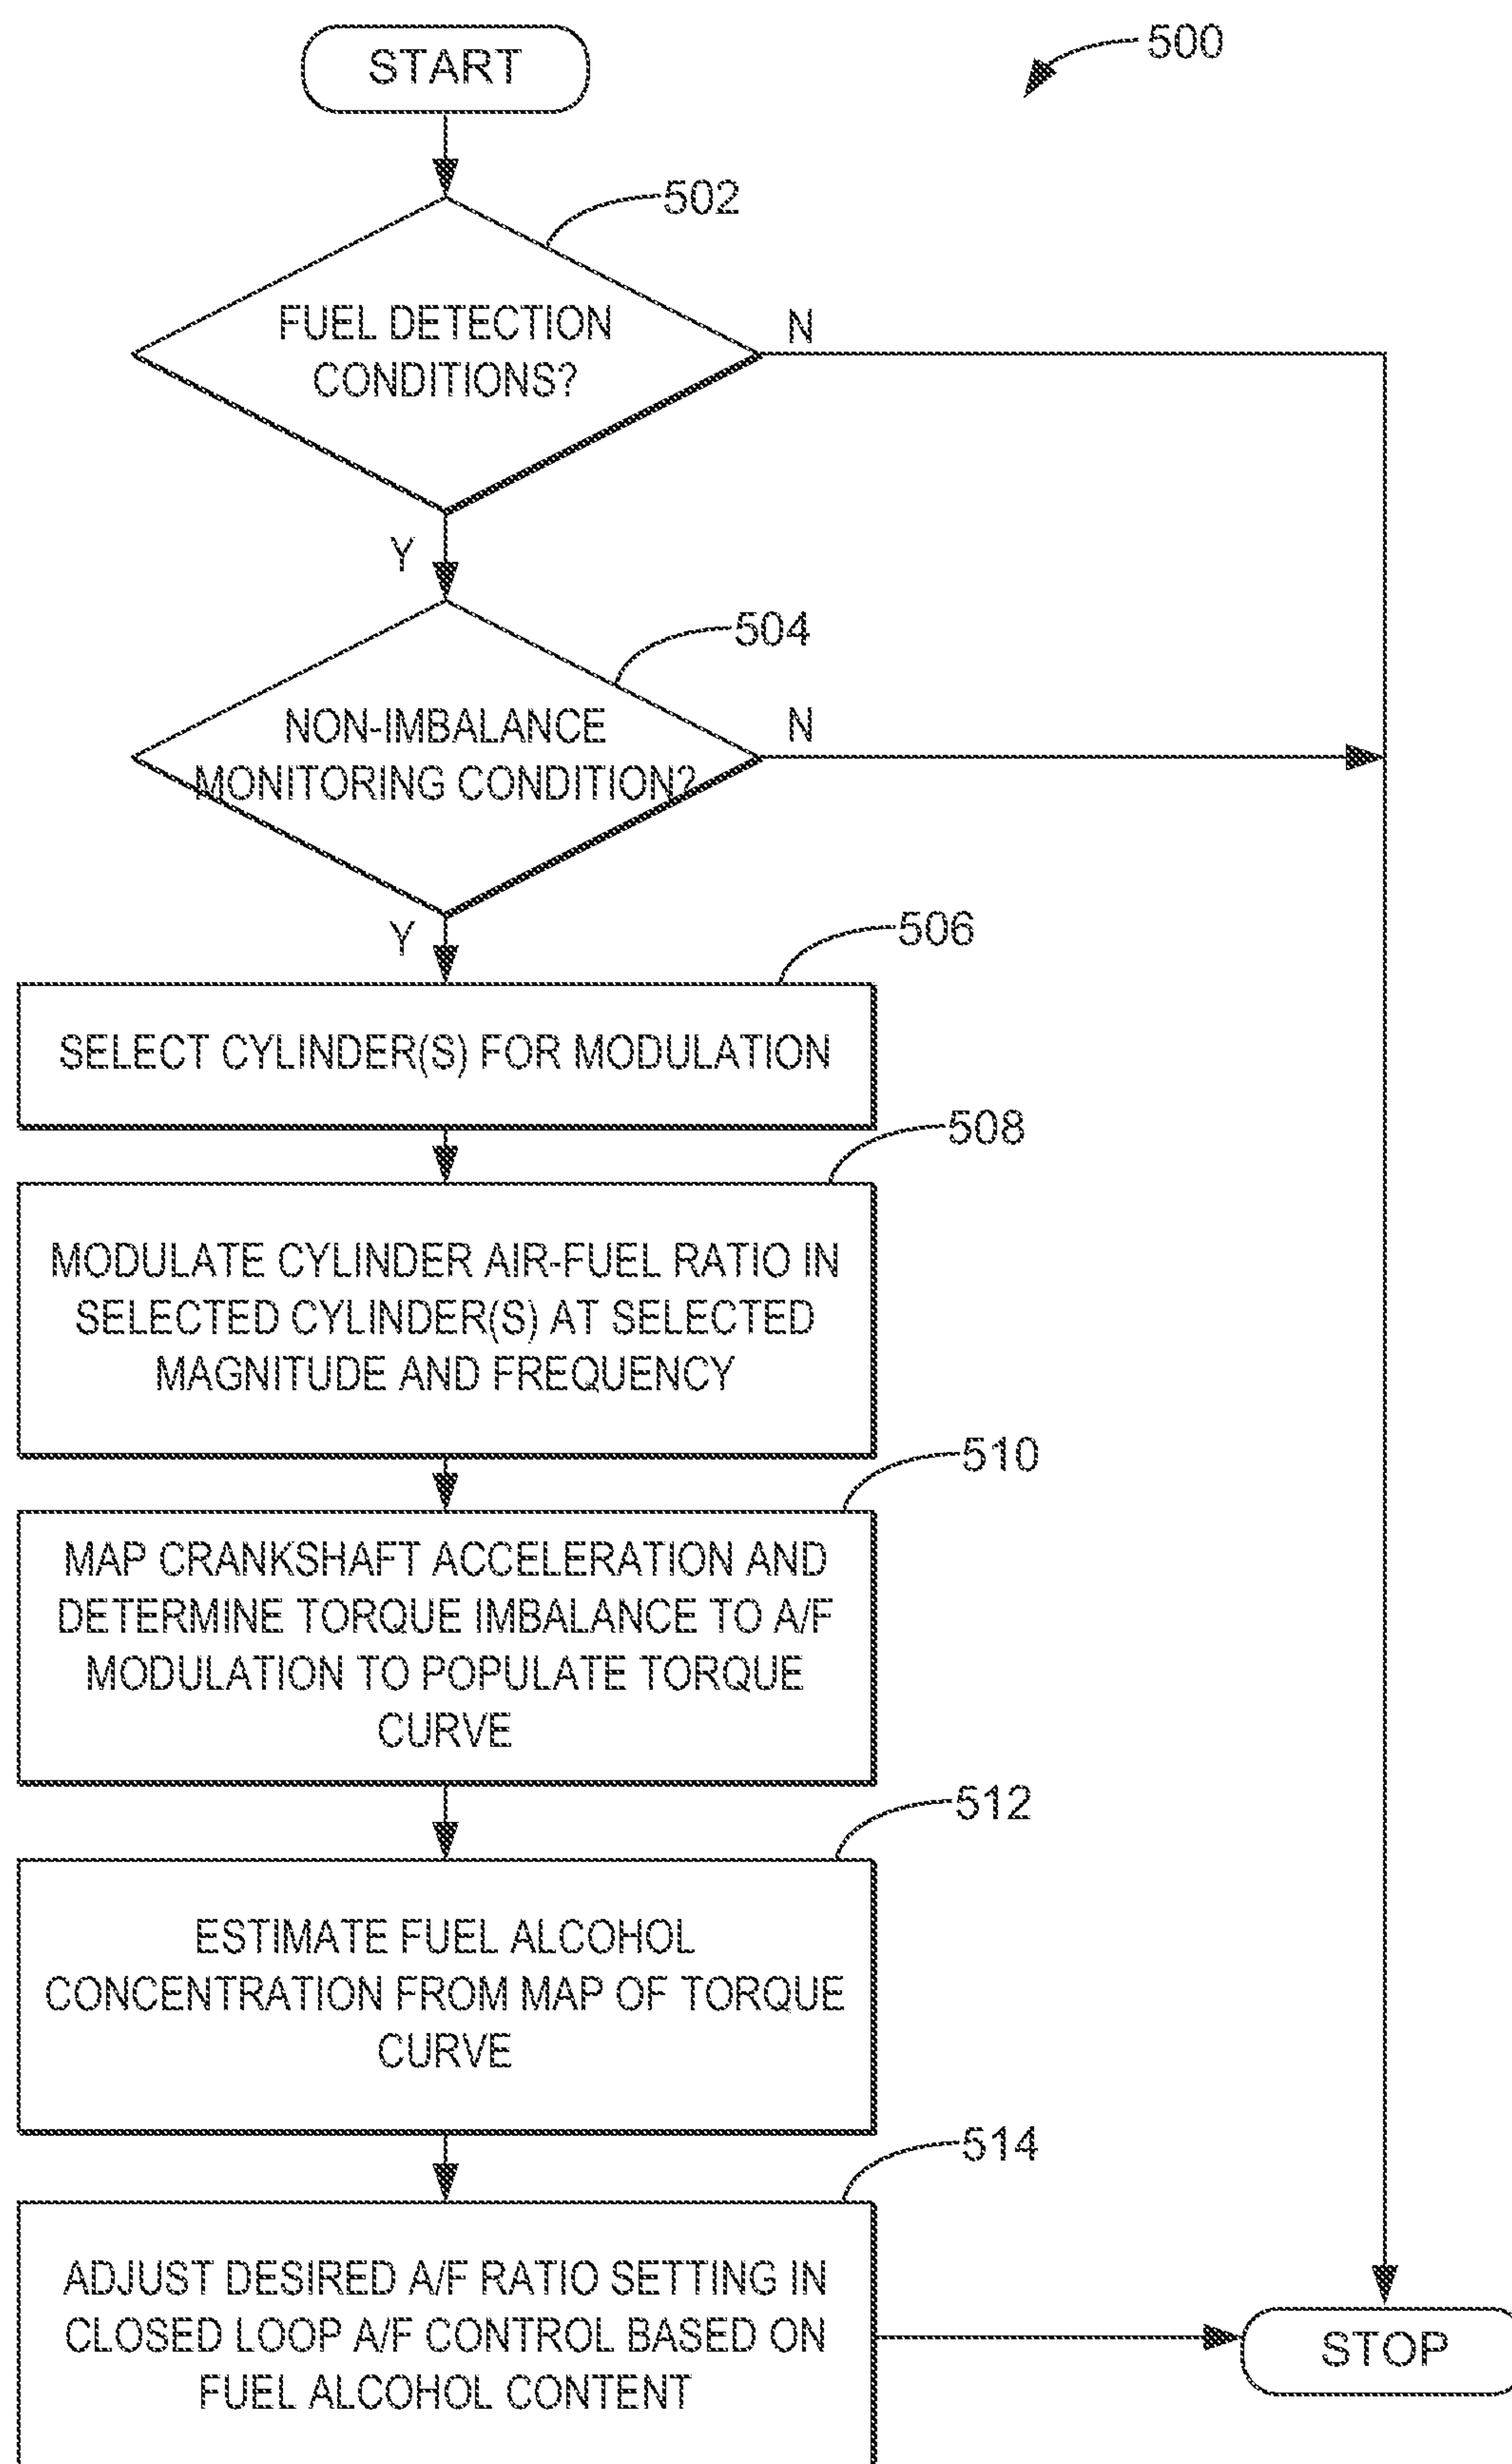 START
500
502
FUEL DETECTION
CONDITIONS?
N
Y
504
NON-IMBALANCE
MONITORING CONDITION?
N
Y
506
SELECT CYLINDER(S) FOR MODULATION
508
MODULATE CYLINDER AIR-FUEL RATIO IN
SELECTED CYLINDER(S) AT SELECTED
MAGNITUDE AND FREQUENCY
510
MAP CRANKSHAFT ACCELERATION AND
DETERMINE TORQUE IMBALANCE TO A/F
MODULATION TO POPULATE TORQUE
CURVE
512
ESTIMATE FUEL ALCOHOL
CONCENTRATION FROM MAP OF TORQUE
CURVE
514
ADJUST DESIRED A/F RATIO SETTING IN
CLOSED LOOP A/F CONTROL BASED ON
FUEL ALCOHOL CONTENT
STOP